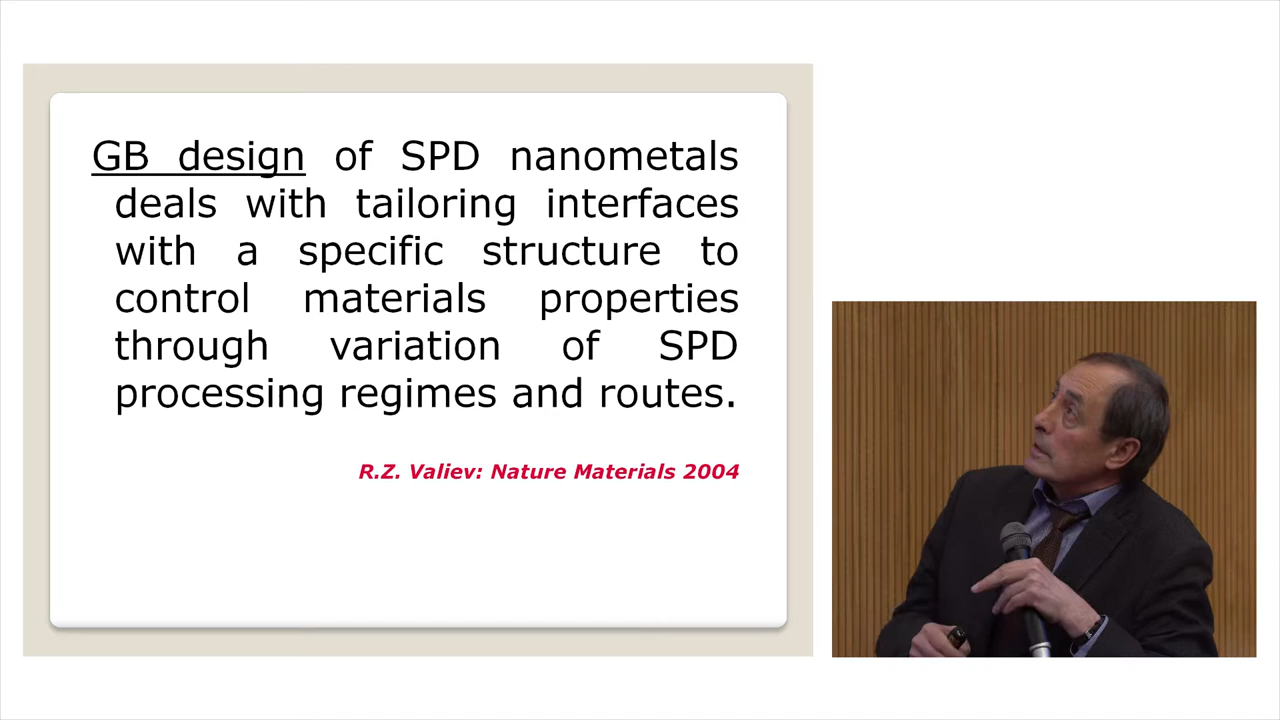 GB design of SPD nanometals
deals with tailoring interfaces
with a specific structure to
control materials properties
through variation of SPD
processing regimes and routes.
R.Z. Valiev: Nature Materials 2004